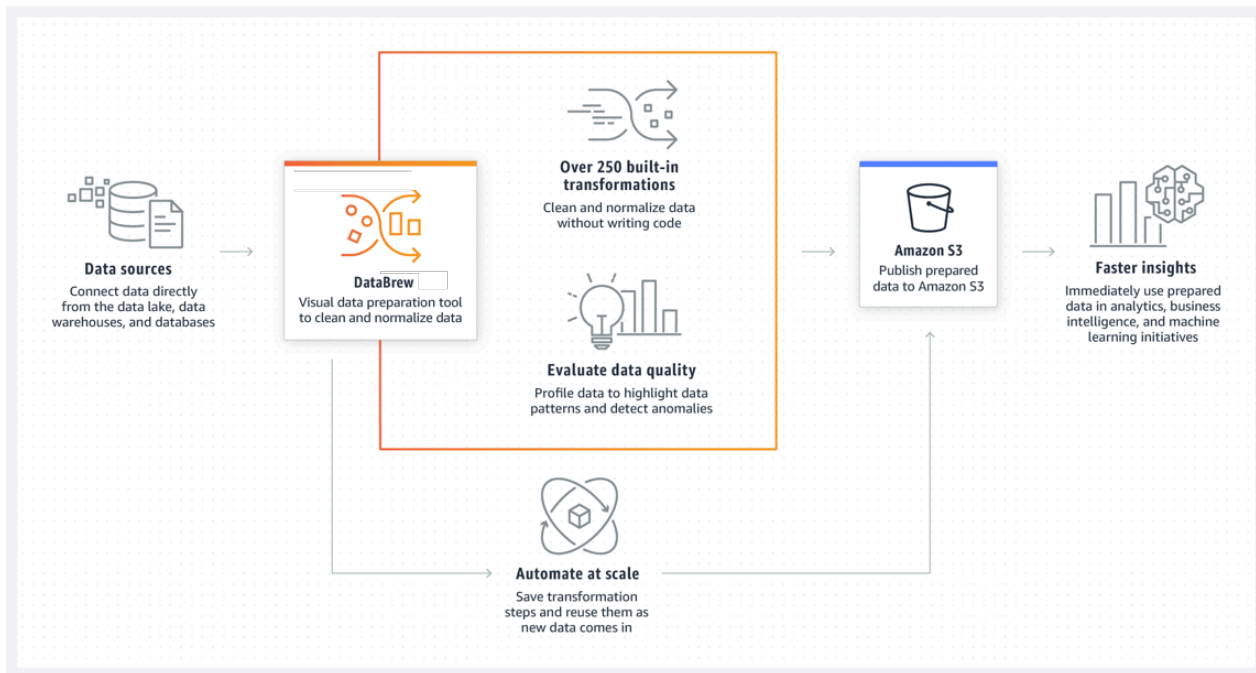 Data sources
Connect data directly
from the data lake, data
warehouses, and databases
DataBrew
Visual data preparation tool
to clean and normalize data
Over 250 built-in
transformations
Clean and normalize data
without writing code
Evaluate data quality
Profile data to highlight data
patterns and detect anomalies
Automate at scale
Save transformation
steps and reuse them as
new data comes in
Amazon S3
Publish prepared
data to Amazon S3
Faster insights
Immediately use prepared
data in analytics, business
intelligence, and machine
learning initiatives